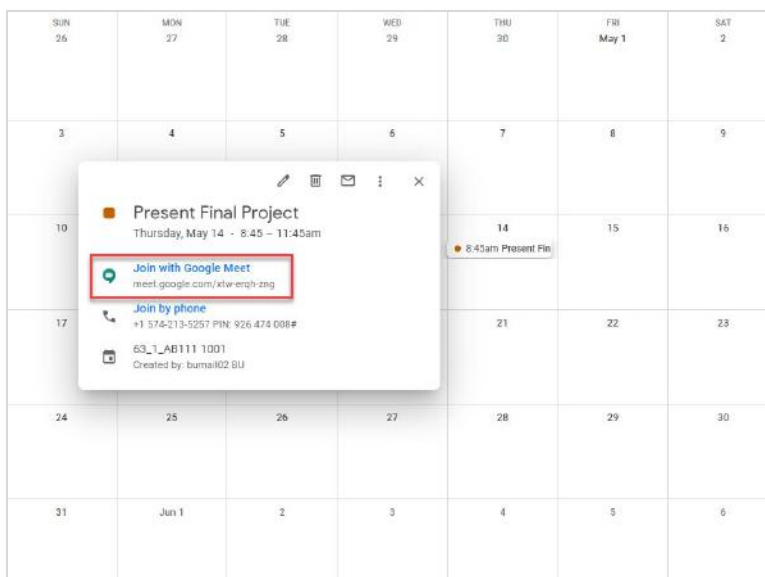 SUN MON TUE WED THU FRI SAT
26 27 28 29 30 May 1 2
3 4 5 6 7 8 9
Present Final Project
10 14 15 16
Thursday, May 14 - 8:45 – 11:45am
8:45am Present Fin
Join with Google Meet
meet.google.com/xtw-erqh-zng
Join by phone
17 21 22 23
+1 574-213-5257 PIN: 926 474 008#
63_1_AB111 1001
Created by: bumail02 BU
24 25 26 27 28 29 30
31 Jun 1 2 3 4 5 6